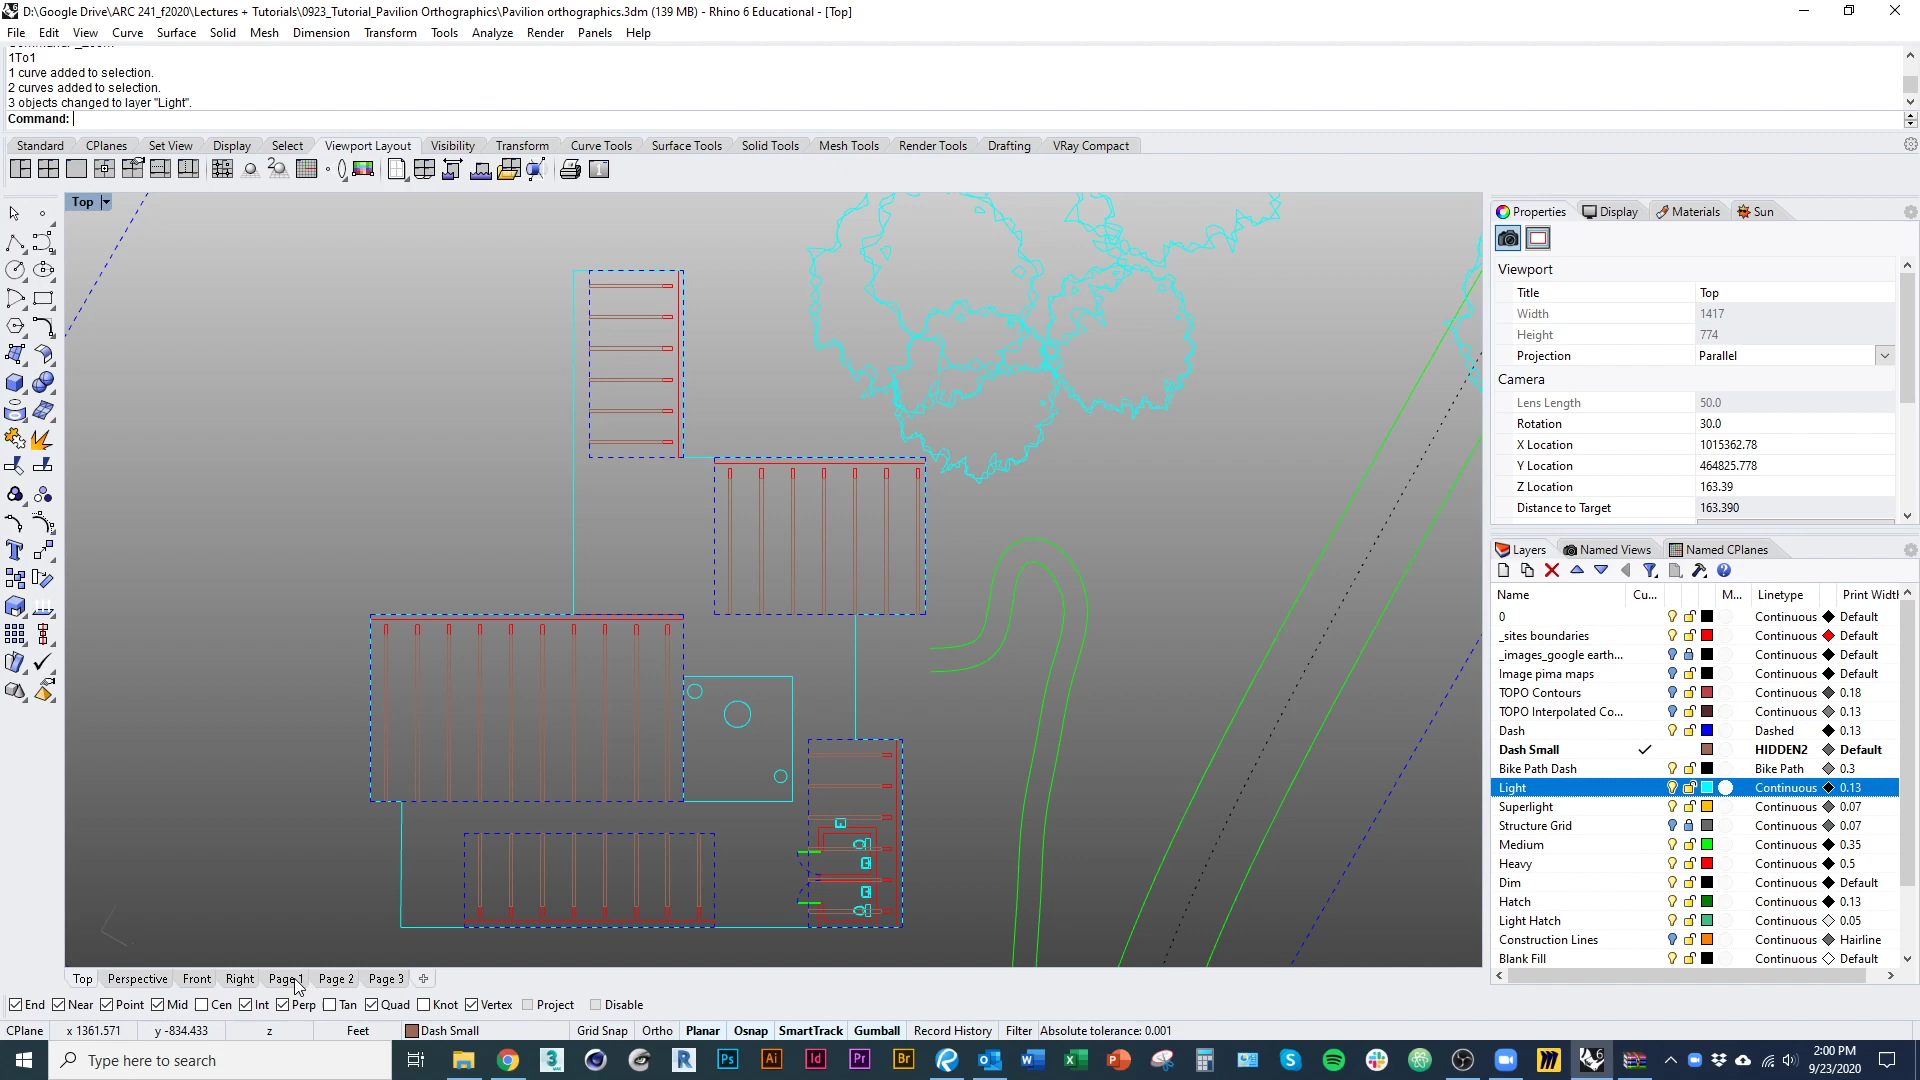 D:\Google Drive\ARC 241_f2020\Lectures + Tutorials\0923_Tutorial_Pavilion Orthographics\Pavilion orthographics.3dm (139 MB) - Rhino 6 Educational - [Top]
File Edit View Curve Surface Solid Mesh Dimension Transform Tools Analyze Render Panels Help
1To1
1 curve added to selection.
2 curves added to selection.
3 objects changed to layer "Light".
Command:
Standard CPlanes Set View Display Select Viewport Layout Visibility Transform Curve Tools Surface Tools Solid Tools Mesh Tools Render Tools Drafting VRay Compact
Top
Properties Display Materials Sun
Viewport
Title Top
Width 1417
Height 774
Projection Parallel
Camera
Lens Length 50.0
Rotation 30.0
X Location 1015362.78
Y Location 464825.778
Z Location 163.39
Distance to Target 163.390
Layers Named Views Named CPlanes
Name Cu... M... Linetype Print Width
0 Continuous Default
_sites boundaries Continuous Default
_images_google earth... Continuous Default
Image pima maps Continuous Default
TOPO Contours Continuous 0.18
TOPO Interpolated Co... Continuous 0.13
Dash Dashed 0.13
Dash Small HIDDEN2 Default
Bike Path Dash Bike Path 0.3
Light Continuous 0.13
Superlight Continuous 0.07
Structure Grid Continuous 0.07
Medium Continuous 0.35
Heavy Continuous 0.5
Dim Continuous Default
Hatch Continuous 0.13
Light Hatch Continuous 0.05
Construction Lines Continuous Hairline
Blank Fill Continuous Default
Top Perspective Front Right Page 1 Page 2 Page 3
End Near Point Mid Cen Int Perp Tan Quad Knot Vertex Project Disable
CPlane x 1361.571 y -834.433 z Feet Dash Small Grid Snap Ortho Planar Osnap SmartTrack Gumball Record History Filter Absolute tolerance: 0.001
Type here to search
2:00 PM
9/23/2020